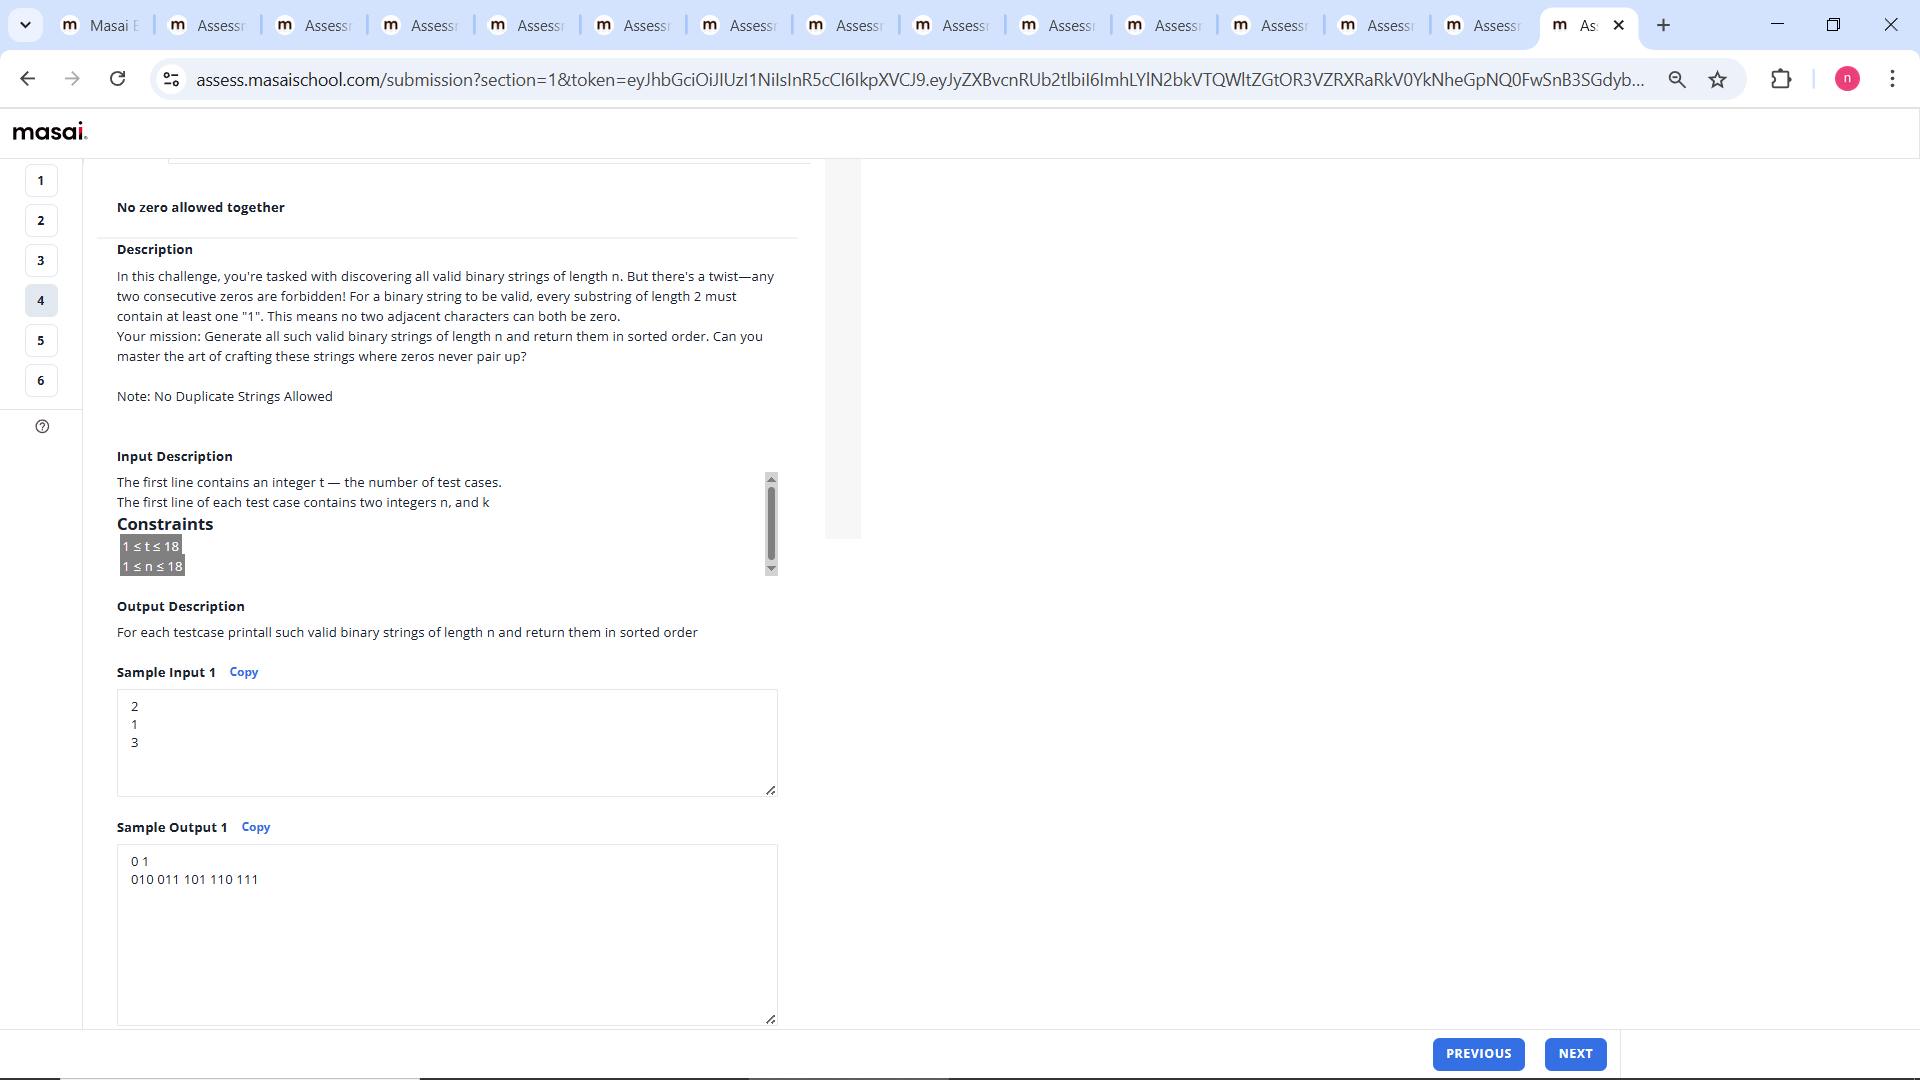 Masai E
Assessr
Assessr
Assessr
Assessr
Assessr
Assessr
Assessr
Assessr
Assessr
Assessr
Assessr
Assessr
Assessr
As
assess.masaischool.com/submission?section=1&token=eyJhbGciOiJIUzI1NiIsInR5cCI6IkpXVCJ9.eyJyZXBvcnRUb2tlbiI6ImhLYlN2bkVTQWltZGtOR3VZRXRaRkV0YkNheGpNQ0FwSnB3SGdyb...
n
masai.
1
2
3
4
5
6
No zero allowed together
Description
In this challenge, you're tasked with discovering all valid binary strings of length n. But there's a twist—any
two consecutive zeros are forbidden! For a binary string to be valid, every substring of length 2 must
contain at least one "1". This means no two adjacent characters can both be zero.
Your mission: Generate all such valid binary strings of length n and return them in sorted order. Can you
master the art of crafting these strings where zeros never pair up?
Note: No Duplicate Strings Allowed
Input Description
The first line contains an integer t — the number of test cases.
The first line of each test case contains two integers n, and k
Constraints
1 ≤ t ≤ 18
1 ≤ n ≤ 18
Output Description
For each testcase printall such valid binary strings of length n and return them in sorted order
Sample Input 1 Copy
2
1
3
Sample Output 1 Copy
0 1
010 011 101 110 111
PREVIOUS NEXT